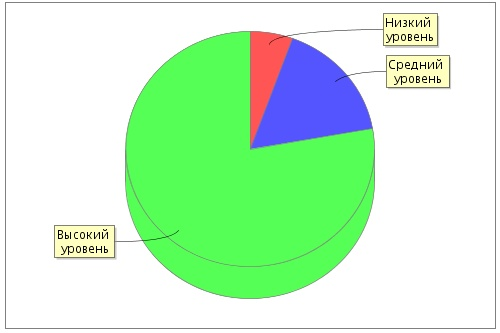 Низкий
уровень
Средний
уровень
Высокий
уровень